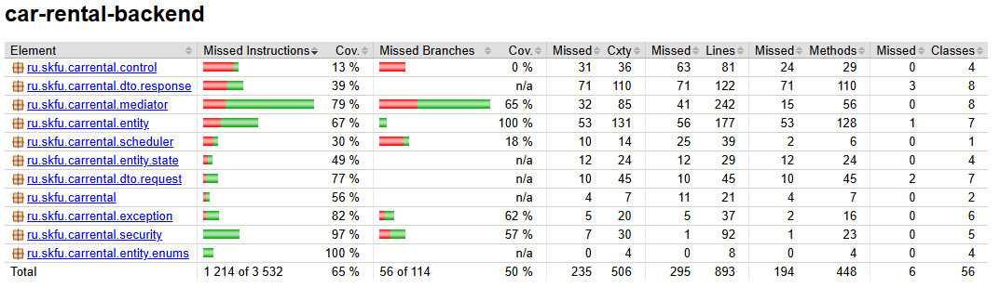 car-rental-backend
Element Missed Instructions Cov. Missed Branches Cov. Missed Cxty Missed Lines Missed Methods Missed Classes
ru.skfu.carrental.control 13 % 0 % 31 36 63 81 24 29 0 4
ru.skfu.carrental.dto.response 39 % n/a 71 110 71 122 71 110 3 8
ru.skfu.carrental.mediator 79 % 65 % 32 85 41 242 15 56 0 8
ru.skfu.carrental.entity 67 % 100 % 53 131 56 177 53 128 1 7
ru.skfu.carrental.scheduler 30 % 18 % 10 14 25 39 2 6 0 1
ru.skfu.carrental.entity.state 49 % n/a 12 24 12 29 12 24 0 4
ru.skfu.carrental.dto.request 77 % n/a 10 45 10 45 10 45 2 7
ru.skfu.carrental 56 % n/a 4 7 11 21 4 7 0 2
ru.skfu.carrental.exception 82 % 62 % 5 20 5 37 2 16 0 6
ru.skfu.carrental.security 97 % 57 % 7 30 1 92 1 23 0 5
ru.skfu.carrental.entity.enums 100 % n/a 0 4 0 8 0 4 0 4
Total 1 214 of 3 532 65 % 56 of 114 50 % 235 506 295 893 194 448 6 56